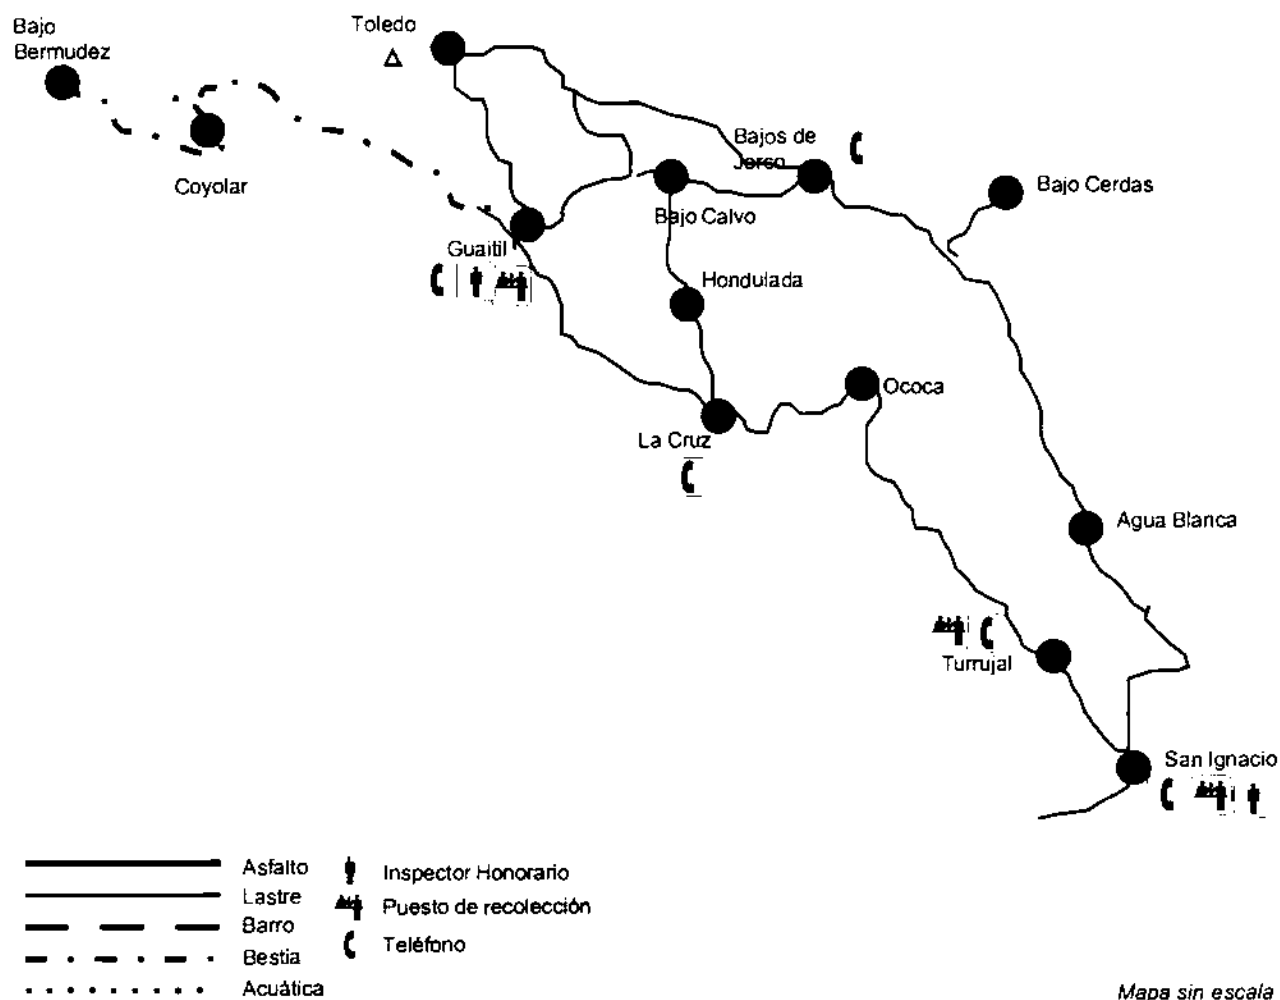 Bajo
Bermudez
Toledo
Bajos de
Jorco
Bajo Cerdas
Coyolar
Bajo Calvo
Guaitil
Hondulada
Ococa
La Cruz
Agua Blanca
Turrujal
San Ignacio
Asfalto
Inspector Honorario
Lastre
Puesto de recolección
Barro
Teléfono
Bestia
Acuática
Mapa sin escala